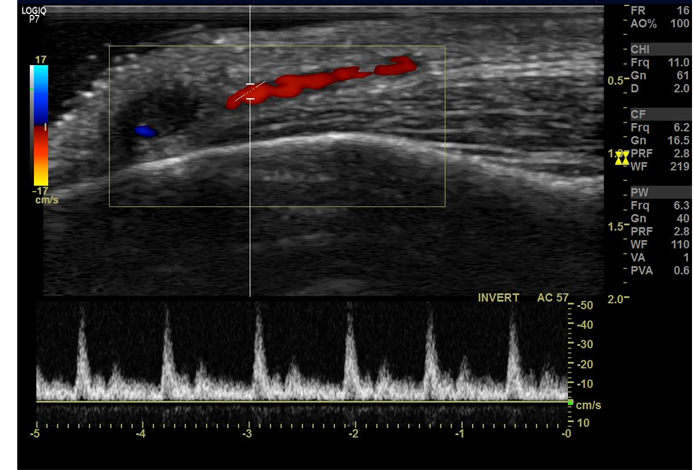 LOGIQ
P7
17
-17
cm/s
0.5
1.5
2.0
FR 16
AO% 100
CHI
Frq 11.0
Gn 61
D 2.0
CF
Frq 6.2
Gn 16.5
PRF 2.8
WF 219
PW
Frq 6.3
Gn 40
PRF 2.8
WF 110
VA 1
PVA 0.6
INVERT AC 57
-50
-40
-30
-20
-10
cm/s
10
-5 -4 -3 -2 -1 -0